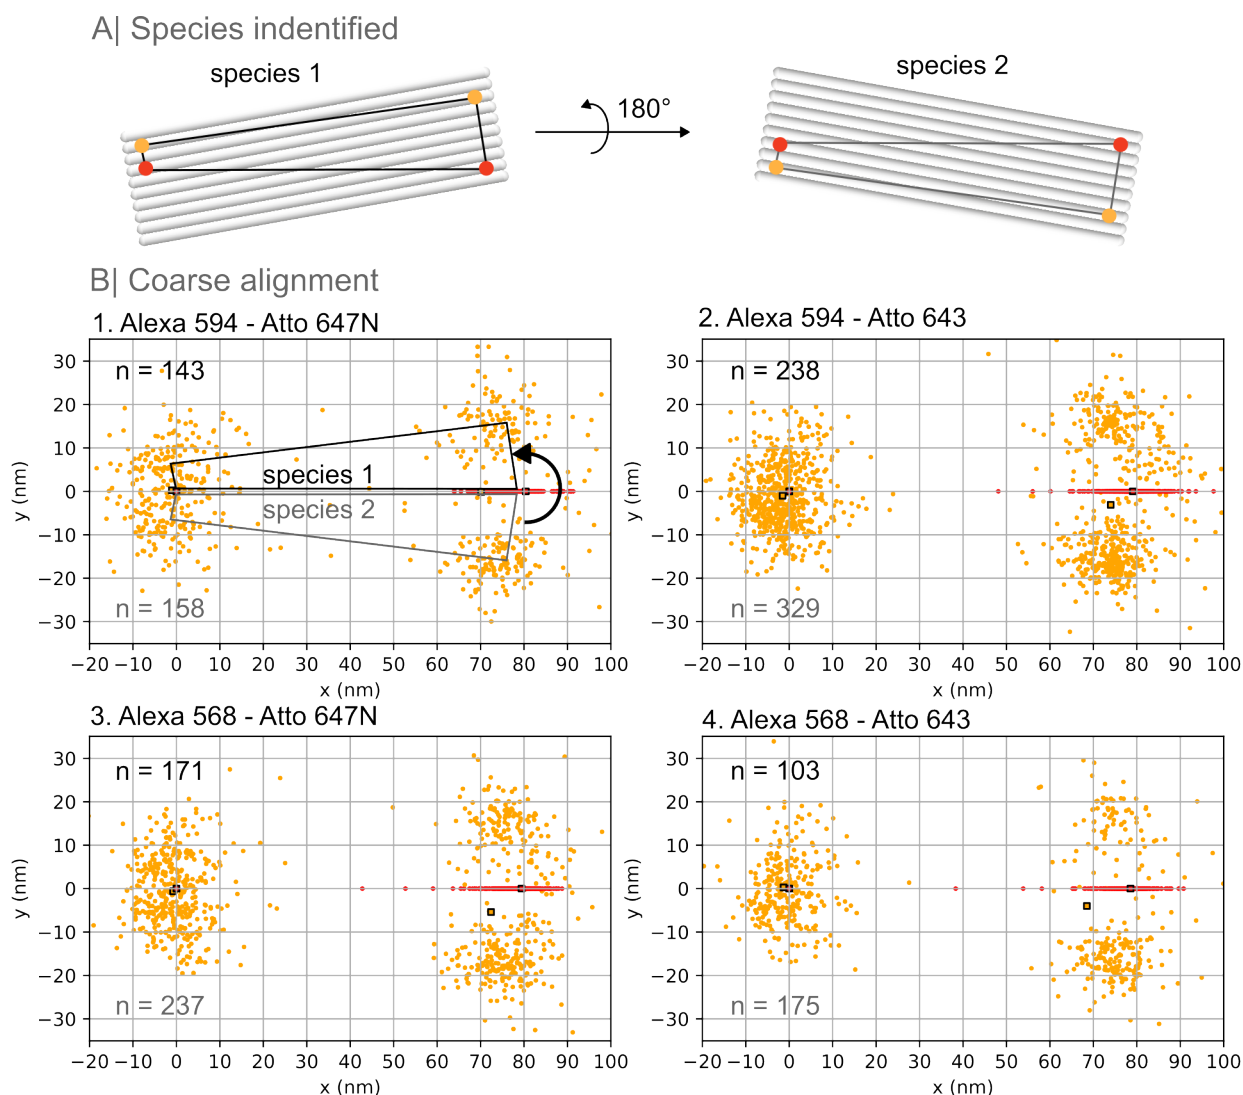 A| Species indentified
species 1
180°
species 2
B| Coarse alignment
1. Alexa 594 - Atto 647N
n = 143
species 1
species 2
n = 158
y (nm)
30
20
10
0
−10
−20
−30
−20 −10 0 10 20 30 40 50 60 70 80 90 100
x (nm)
2. Alexa 594 - Atto 643
n = 238
n = 329
y (nm)
30
20
10
0
−10
−20
−30
−20 −10 0 10 20 30 40 50 60 70 80 90 100
x (nm)
3. Alexa 568 - Atto 647N
n = 171
n = 237
y (nm)
30
20
10
0
−10
−20
−30
−20 −10 0 10 20 30 40 50 60 70 80 90 100
x (nm)
4. Alexa 568 - Atto 643
n = 103
n = 175
y (nm)
30
20
10
0
−10
−20
−30
−20 −10 0 10 20 30 40 50 60 70 80 90 100
x (nm)